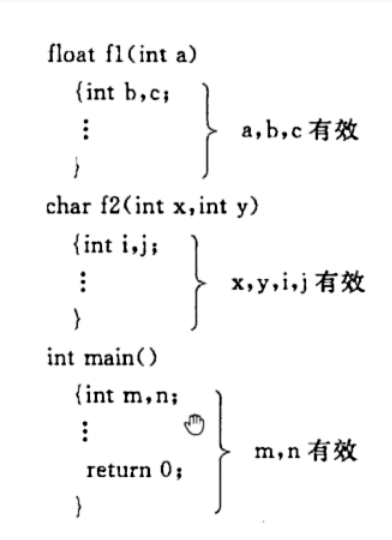 float f1(int a)
{int b,c;
⋮
} a,b,c 有效
char f2(int x,int y)
{int i,j;
⋮
} x,y,i,j 有效
int main()
{int m,n;
⋮
return 0;
} m,n 有效